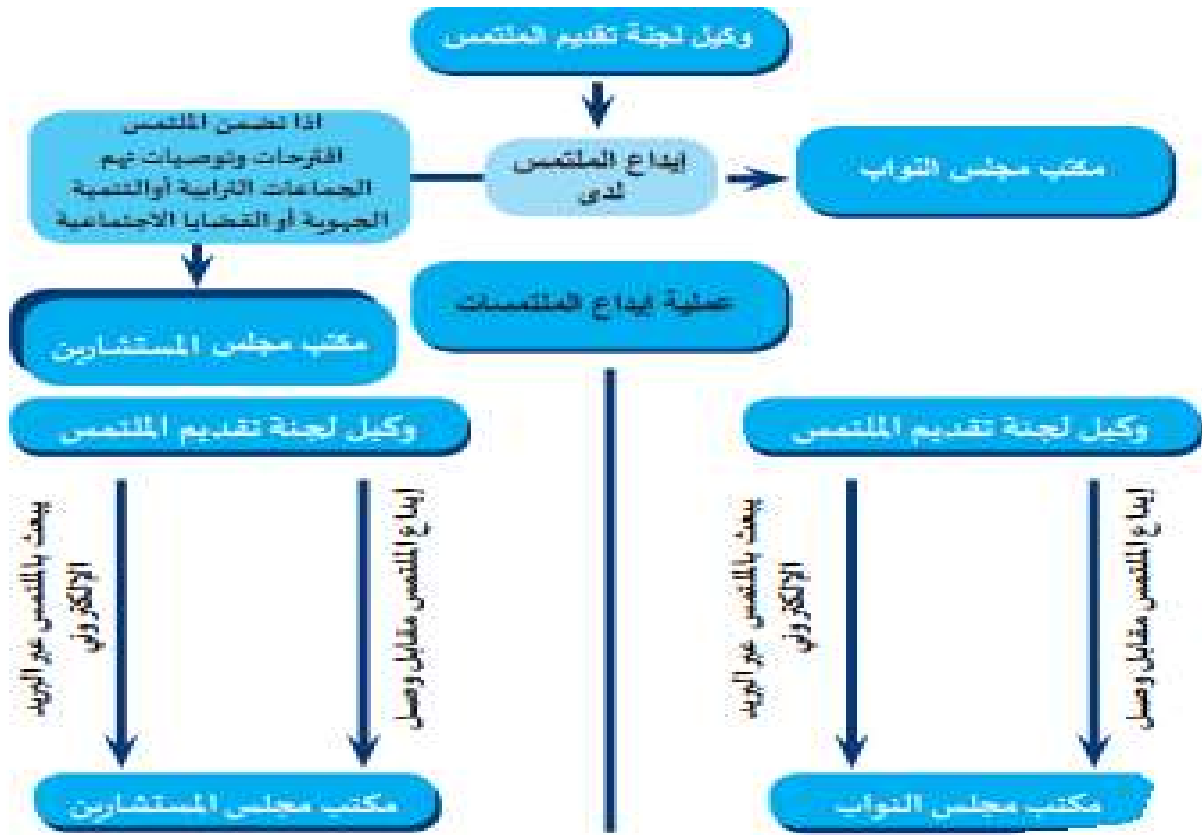 وكيل لجنة تقديم الملتمس
إيداع الملتمس
لدى
مكتب مجلس النواب
اذا تضمن الملتمس
اقترحات وتوصيات تهم
الجماعات الترابية أوالتنمية
الجهوية أو القضايا الاجتماعية
مكتب مجلس المستشارين
عملية إيداع الملتمسات
وكيل لجنة تقديم الملتمس
إيداع الملتمس مقابل وصل
يبعث بالملتمس عبر البريد
الإلكتروني
مكتب مجلس النواب
وكيل لجنة تقديم الملتمس
إيداع الملتمس مقابل وصل
يبعث بالملتمس عبر البريد
الإلكتروني
مكتب مجلس المستشارين